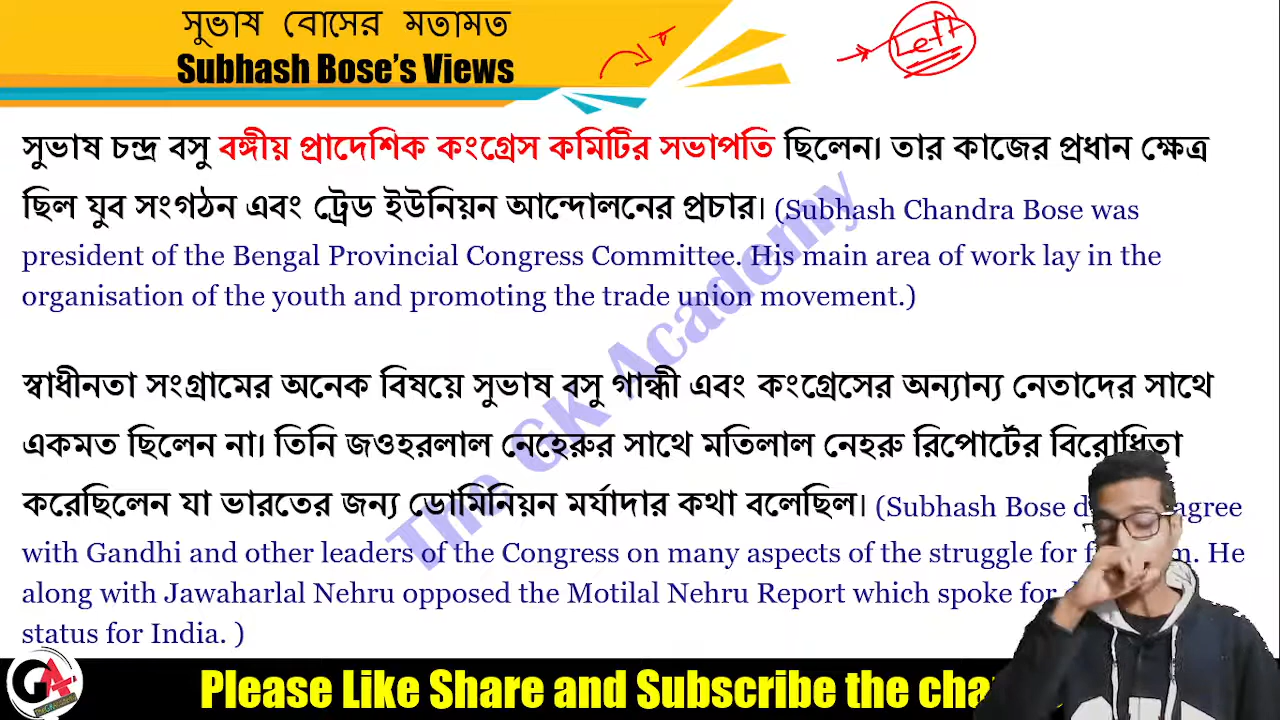 সুভাষ বোসের মতামত
Subhash Bose's Views
Left
সুভাষ চন্দ্র বসু বঙ্গীয় প্রাদেশিক কংগ্রেস কমিটির সভাপতি ছিলেন। তার কাজের প্রধান ক্ষেত্র
ছিল যুব সংগঠন এবং ট্রেড ইউনিয়ন আন্দোলনের প্রচার। (Subhash Chandra Bose was
president of the Bengal Provincial Congress Committee. His main area of work lay in the
organisation of the youth and promoting the trade union movement.)
স্বাধীনতা সংগ্রামের অনেক বিষয়ে সুভাষ বসু গান্ধী এবং কংগ্রেসের অন্যান্য নেতাদের সাথে
একমত ছিলেন না। তিনি জওহরলাল নেহেরুর সাথে মতিলাল নেহরু রিপোর্টের বিরোধিতা
করেছিলেন যা ভারতের জন্য ডোমিনিয়ন মর্যাদার কথা বলেছিল। (Subhash Bose agree
with Gandhi and other leaders of the Congress on many aspects of the struggle for He
along with Jawaharlal Nehru opposed the Motilal Nehru Report which spoke for
status for India. )
The GK Academy
GA
Please Like Share and Subscribe the